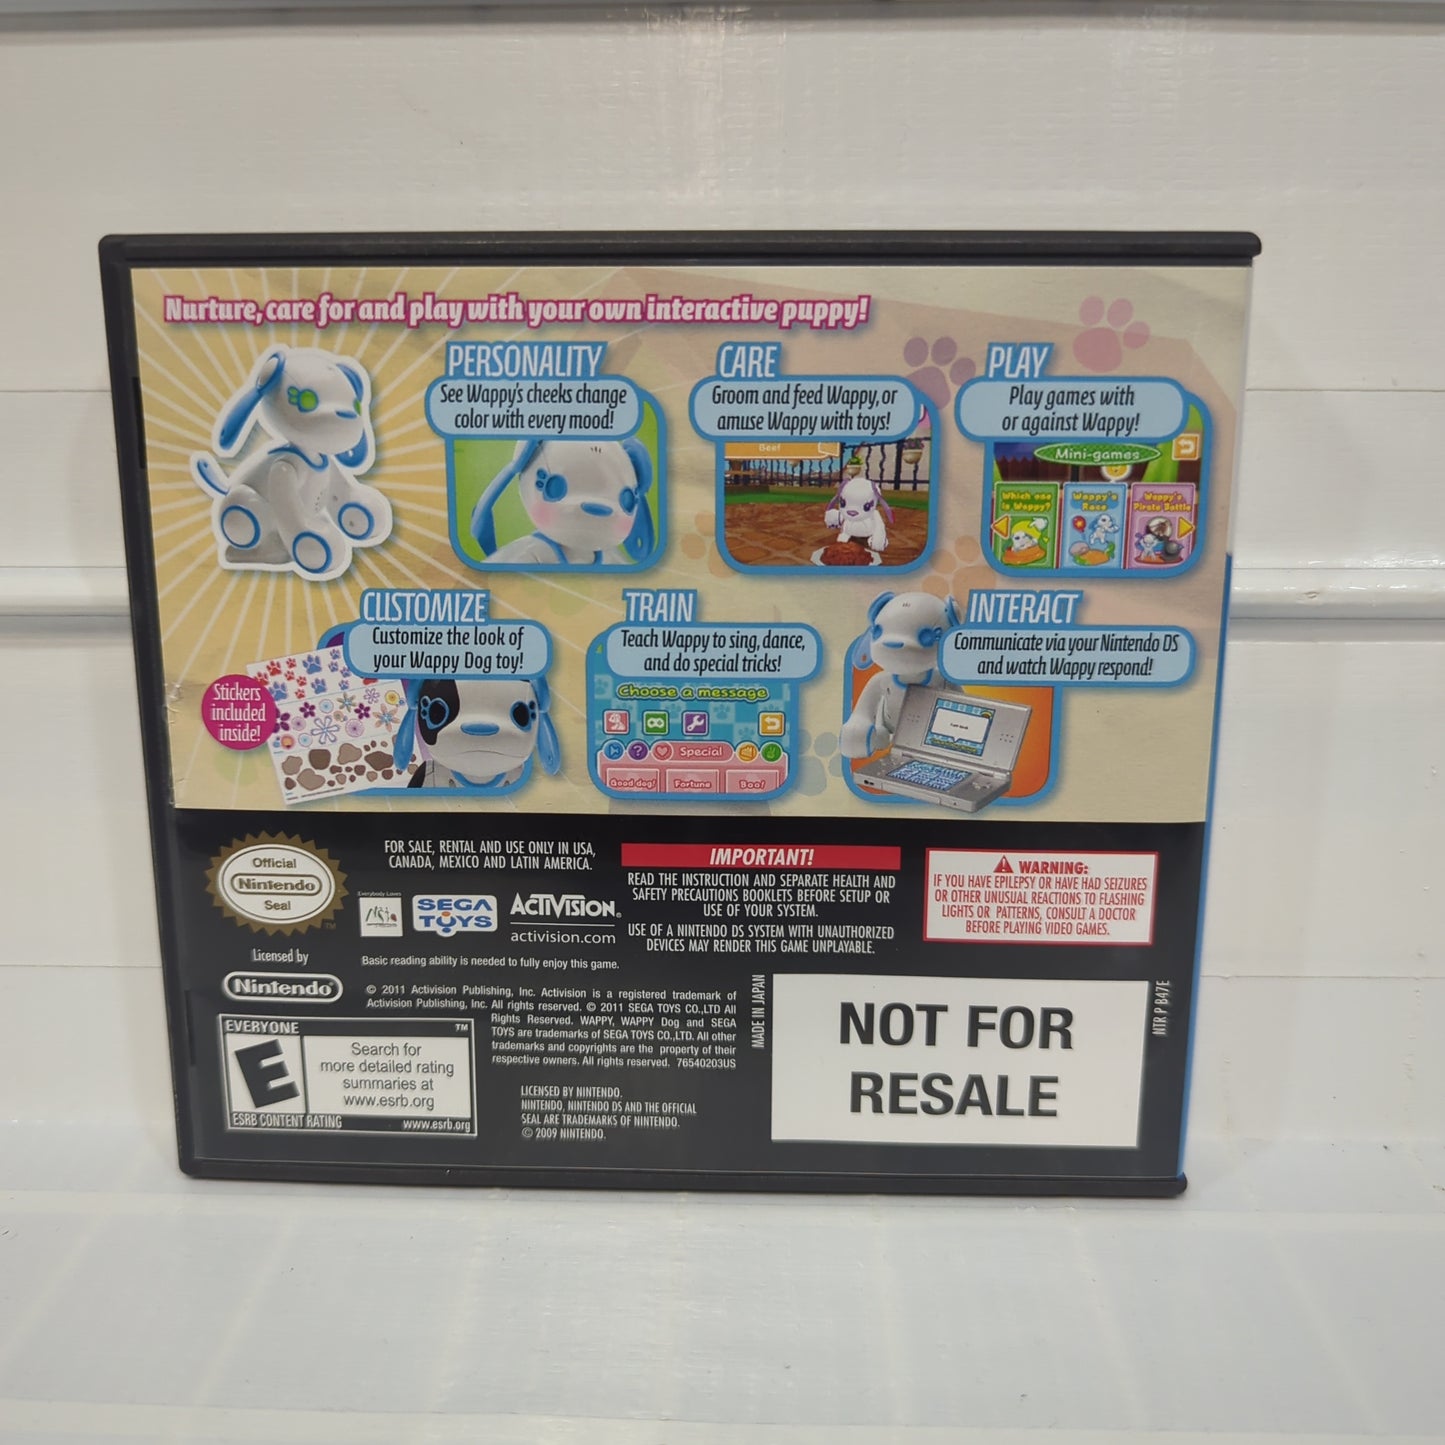 Nurture, care for and play with your own interactive puppy!
PERSONALITY
See Wappy's cheeks change
color with every mood!
CARE
Groom and feed Wappy, or
amuse Wappy with toys!
Beef
PLAY
Play games with
or against Wappy!
Mini-games
Which one
is Wappy?
Wappy's
Race
Wappy's
Pirate Battle
CUSTOMIZE
Customize the look of
your Wappy Dog toy!
Stickers
included
inside!
TRAIN
Teach Wappy to sing, dance,
and do special tricks!
Choose a message
Special
Good dog!
Fortune
Boo!
INTERACT
Communicate via your Nintendo DS
and watch Wappy respond!
Official
Nintendo
Seal
TM
Licensed by
Nintendo®
FOR SALE, RENTAL AND USE ONLY IN USA,
CANADA, MEXICO AND LATIN AMERICA.
Everybody Loves
SEGA
TOYS
ACTIVISION®
activision.com
Basic reading ability is needed to fully enjoy this game.
IMPORTANT!
READ THE INSTRUCTION AND SEPARATE HEALTH AND
SAFETY PRECAUTIONS BOOKLETS BEFORE SETUP OR
USE OF YOUR SYSTEM.
USE OF A NINTENDO DS SYSTEM WITH UNAUTHORIZED
DEVICES MAY RENDER THIS GAME UNPLAYABLE.
WARNING:
IF YOU HAVE EPILEPSY OR HAVE HAD SEIZURES
OR OTHER UNUSUAL REACTIONS TO FLASHING
LIGHTS OR PATTERNS, CONSULT A DOCTOR
BEFORE PLAYING VIDEO GAMES.
© 2011 Activision Publishing, Inc. Activision is a registered trademark of
Activision Publishing, Inc. All rights reserved. © 2011 SEGA TOYS CO.,LTD All
Rights Reserved. WAPPY, WAPPY Dog and SEGA
TOYS are trademarks of SEGA TOYS CO.,LTD. All other
trademarks and copyrights are the property of their
respective owners. All rights reserved. 76540203US
EVERYONE
TM
E
Search for
more detailed rating
summaries at
www.esrb.org
ESRB CONTENT RATING
www.esrb.org
LICENSED BY NINTENDO.
NINTENDO, NINTENDO DS AND THE OFFICIAL
SEAL ARE TRADEMARKS OF NINTENDO.
© 2009 NINTENDO.
MADE IN JAPAN
NOT FOR
RESALE
NTR P B47E